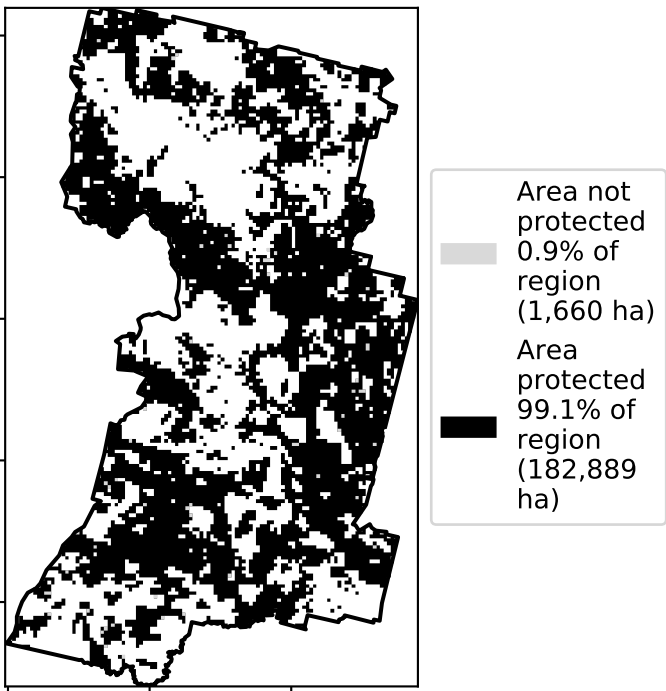 Area not
protected
0.9% of
region
(1,660 ha)
Area
protected
99.1% of
region
(182,889
ha)